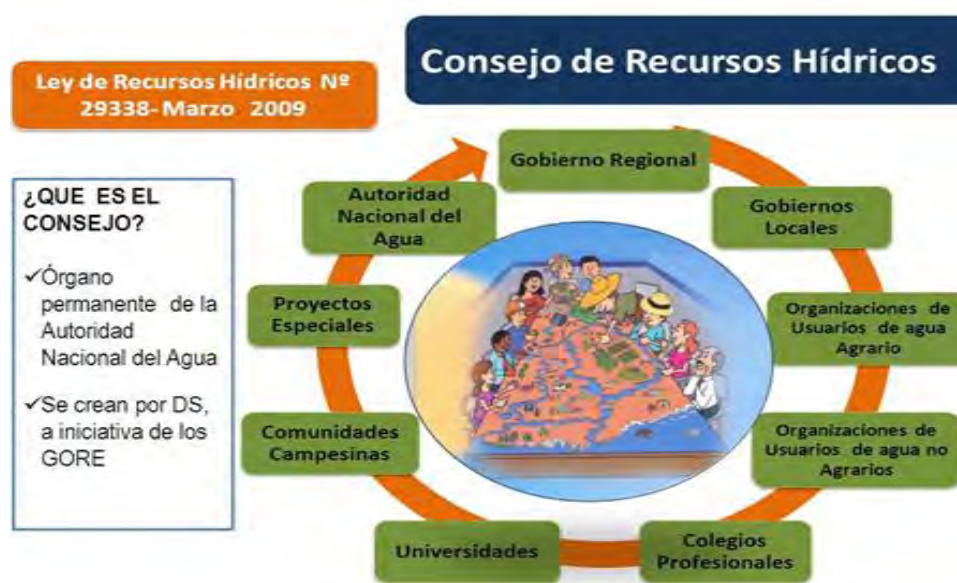 Consejo de Recursos Hídricos
Ley de Recursos Hídricos Nº
29338- Marzo 2009
¿QUE ES EL
CONSEJO?
✓Órgano
permanente de la
Autoridad
Nacional del Agua
✓Se crean por DS,
a iniciativa de los
GORE
Gobierno Regional
Gobiernos
Locales
Organizaciones de
Usuarios de agua
Agrario
Organizaciones de
Usuarios de agua no
Agrarios
Colegios
Profesionales
Universidades
Comunidades
Campesinas
Proyectos
Especiales
Autoridad
Nacional del
Agua